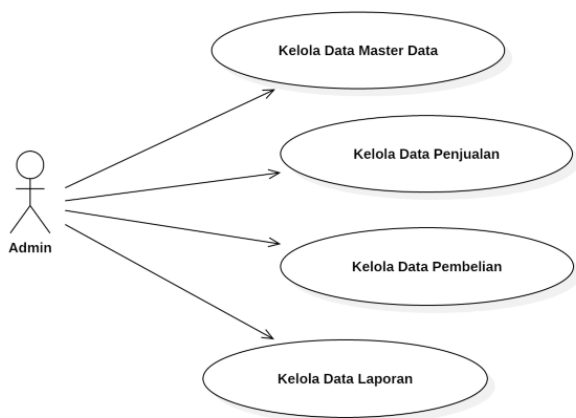 Kelola Data Master Data
Kelola Data Penjualan
Admin
Kelola Data Pembelian
Kelola Data Laporan